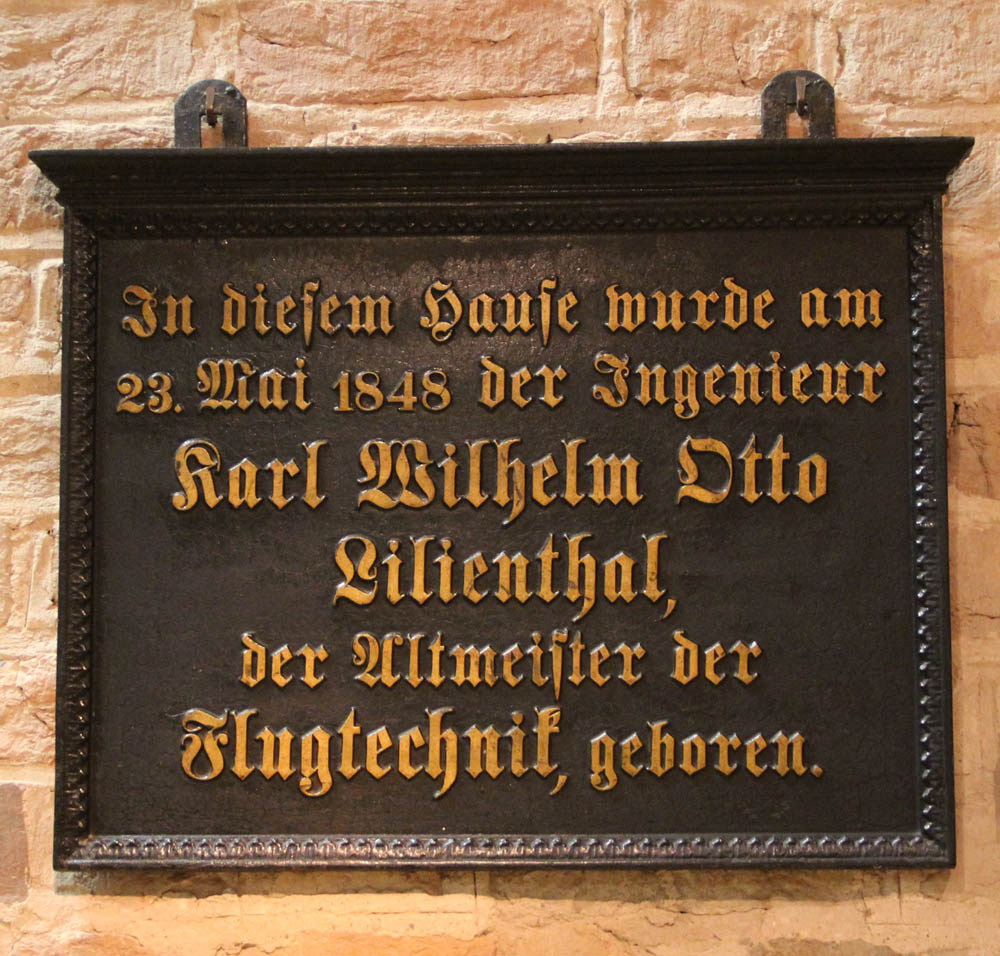 In diesem Hause wurde am
23. Mai 1848 der Ingenieur
Karl Wilhelm Otto
Lilienthal,
der Altmeister der
Flugtechnik, geboren.